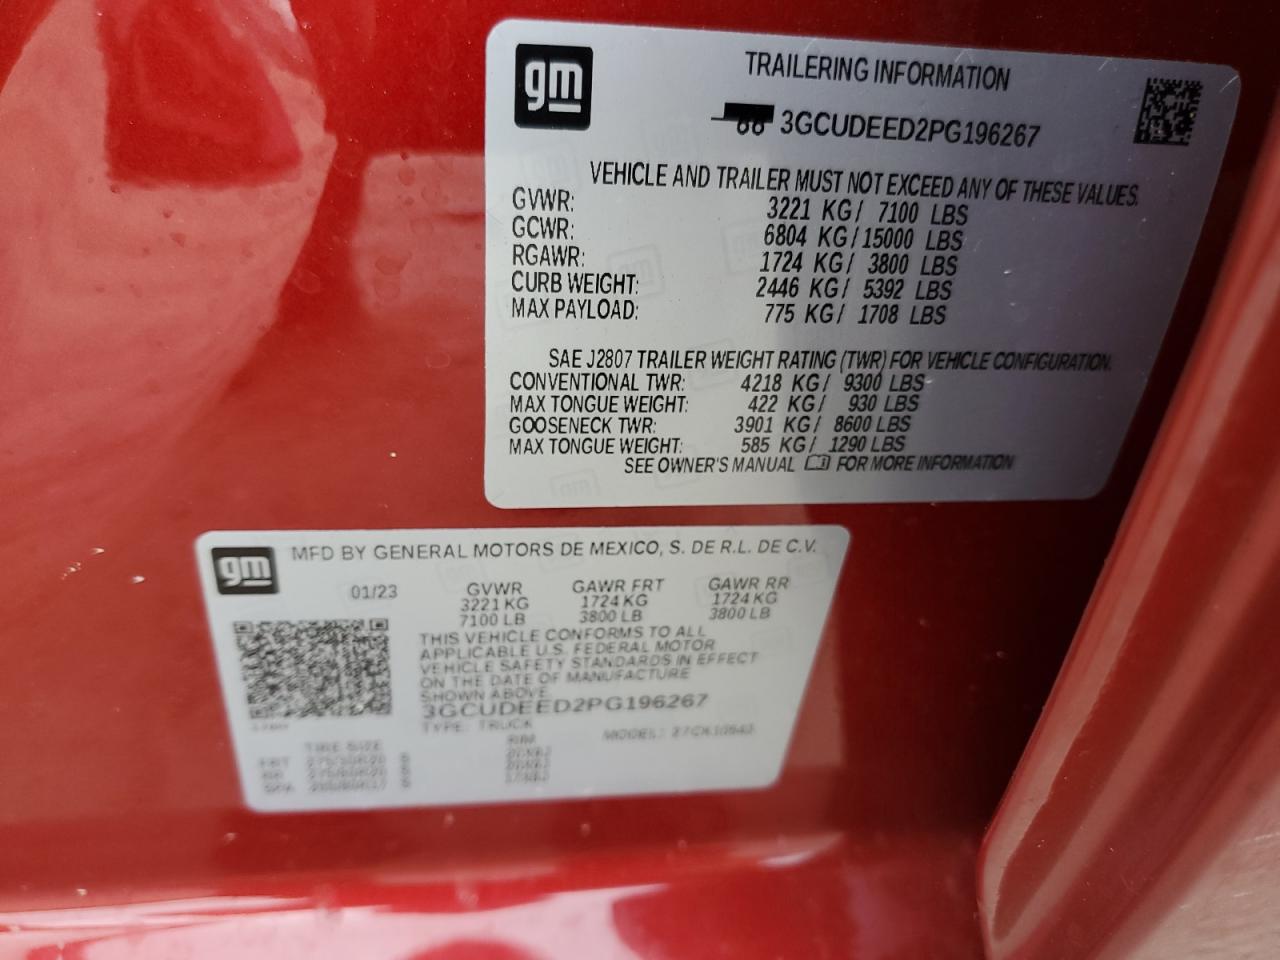 gm
TRAILERING INFORMATION
3GCUDEED2PG196267
VEHICLE AND TRAILER MUST NOT EXCEED ANY OF THESE VALUES.
GVWR: 3221 KG/ 7100 LBS
GCWR: 6804 KG/ 15000 LBS
RGAWR: 1724 KG/ 3800 LBS
CURB WEIGHT: 2446 KG/ 5392 LBS
MAX PAYLOAD: 775 KG/ 1708 LBS
SAE J2807 TRAILER WEIGHT RATING (TWR) FOR VEHICLE CONFIGURATION.
CONVENTIONAL TWR: 4218 KG/ 9300 LBS
MAX TONGUE WEIGHT: 422 KG/ 930 LBS
GOOSENECK TWR: 3901 KG/ 8600 LBS
MAX TONGUE WEIGHT: 585 KG/ 1290 LBS
SEE OWNER'S MANUAL FOR MORE INFORMATION
gm
MFD BY GENERAL MOTORS DE MEXICO, S. DE R.L. DE C.V.
01/23 GVWR GAWR FRT GAWR RR
3221 KG 1724 KG 1724 KG
7100 LB 3800 LB 3800 LB
THIS VEHICLE CONFORMS TO ALL
APPLICABLE U.S. FEDERAL MOTOR
VEHICLE SAFETY STANDARDS IN EFFECT
ON THE DATE OF MANUFACTURE
SHOWN ABOVE.
3GCUDEED2PG196267
TYPE: TRUCK MODEL:
TIRE SIZE RIM
FRT
RR
SPA